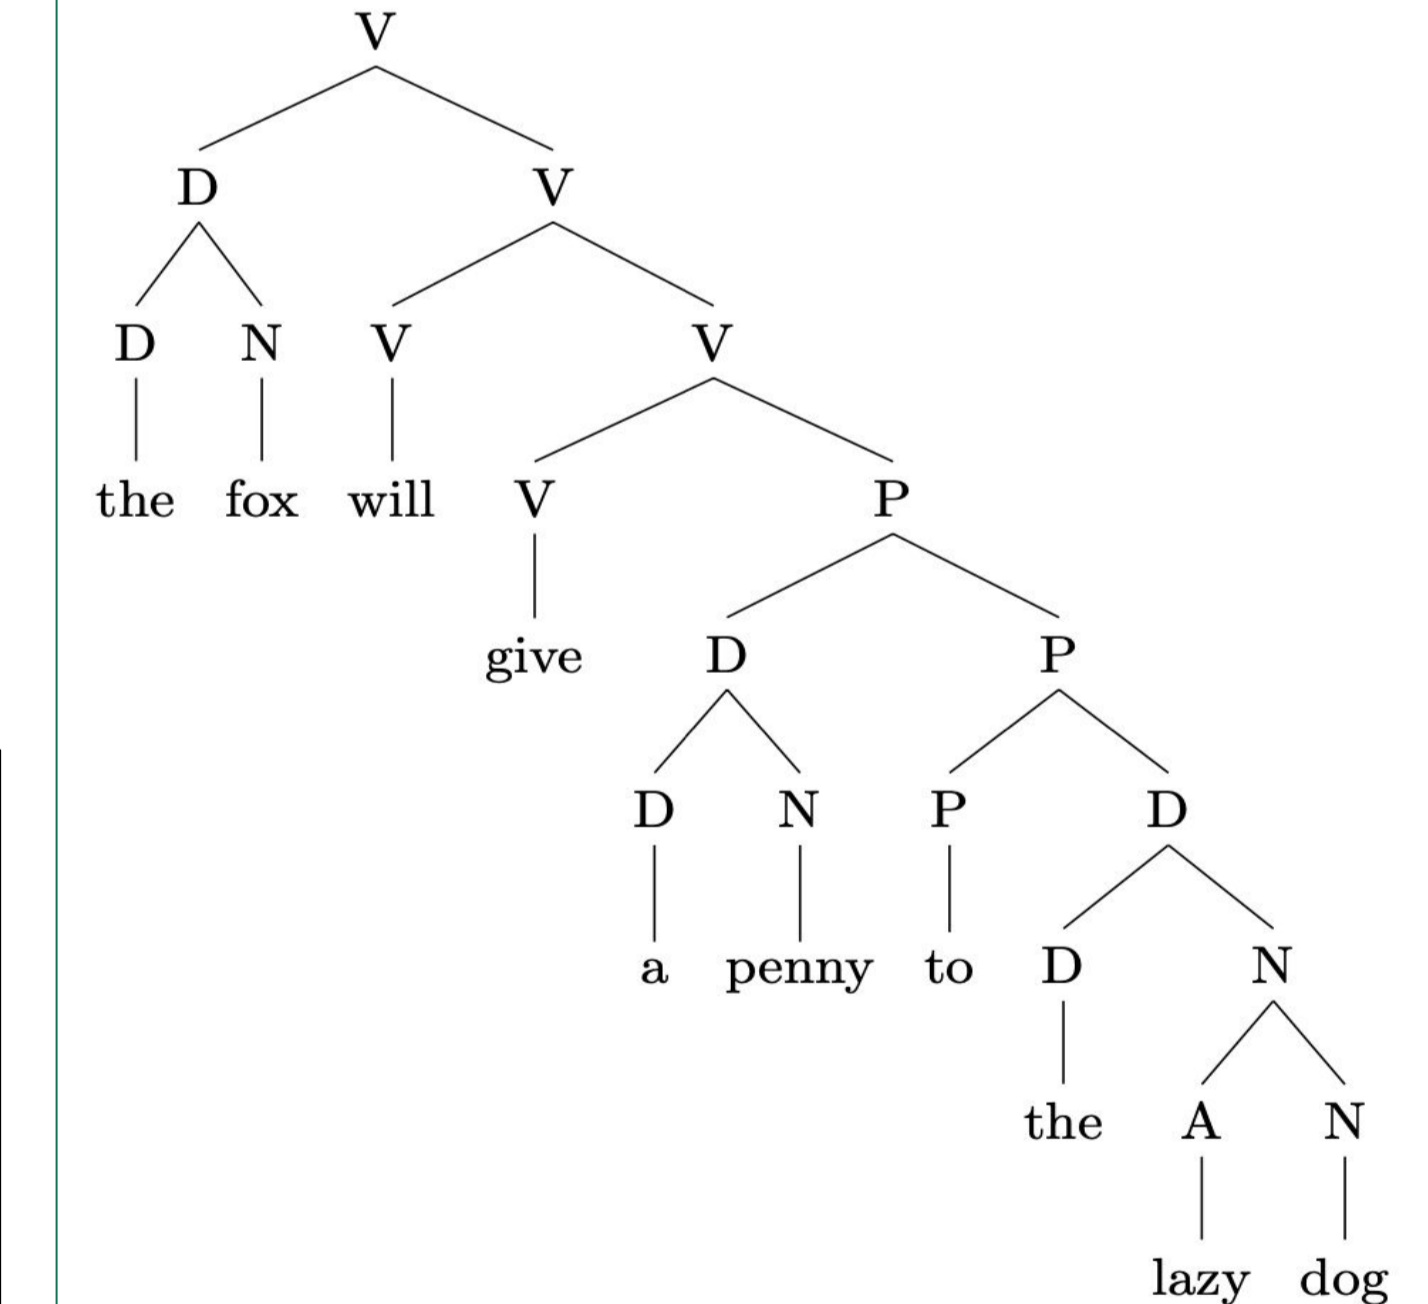 V
D V
D N V V
the fox will V P
give D P
D N P D
a penny to D N
the A N
lazy dog